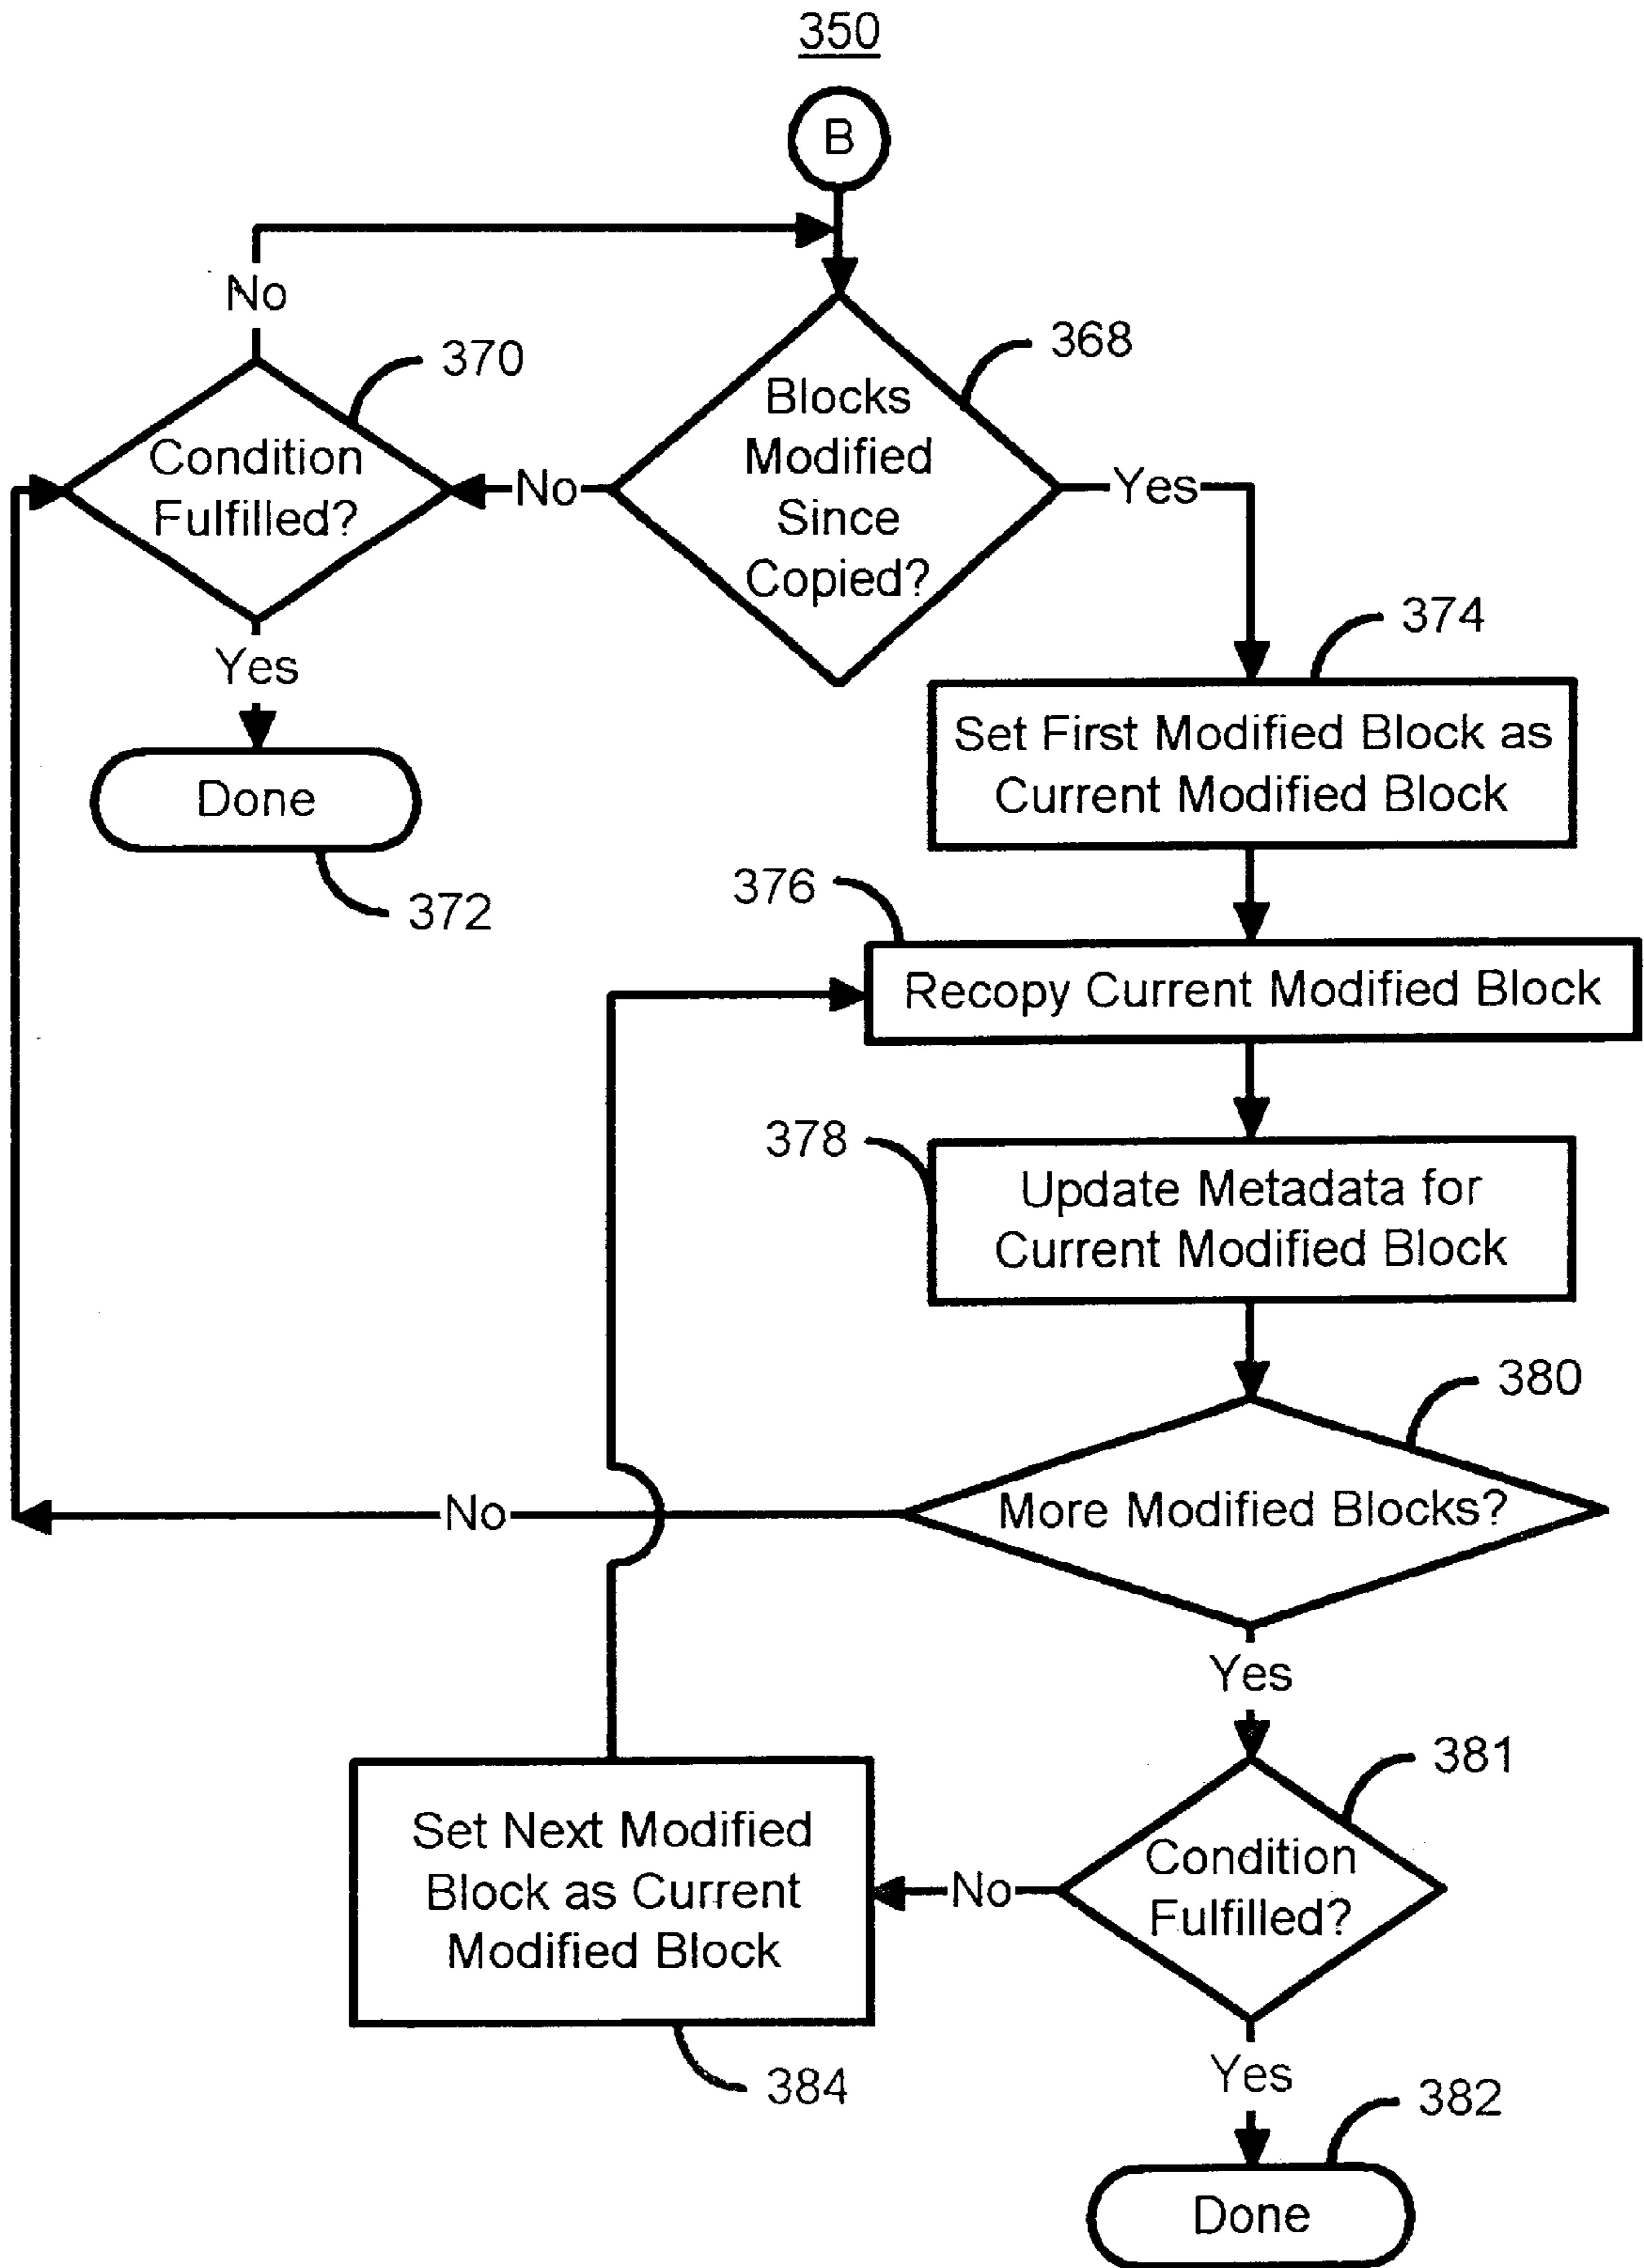 350
B
No
370
368
Blocks
Modified
Since
Copied?
Condition
Fulfilled?
No
Yes
Yes
Done
372
374
Set First Modified Block as
Current Modified Block
376
Recopy Current Modified Block
378
Update Metadata for
Current Modified Block
380
More Modified Blocks?
No
Yes
381
Condition
Fulfilled?
No
Set Next Modified
Block as Current
Modified Block
384
Yes
382
Done